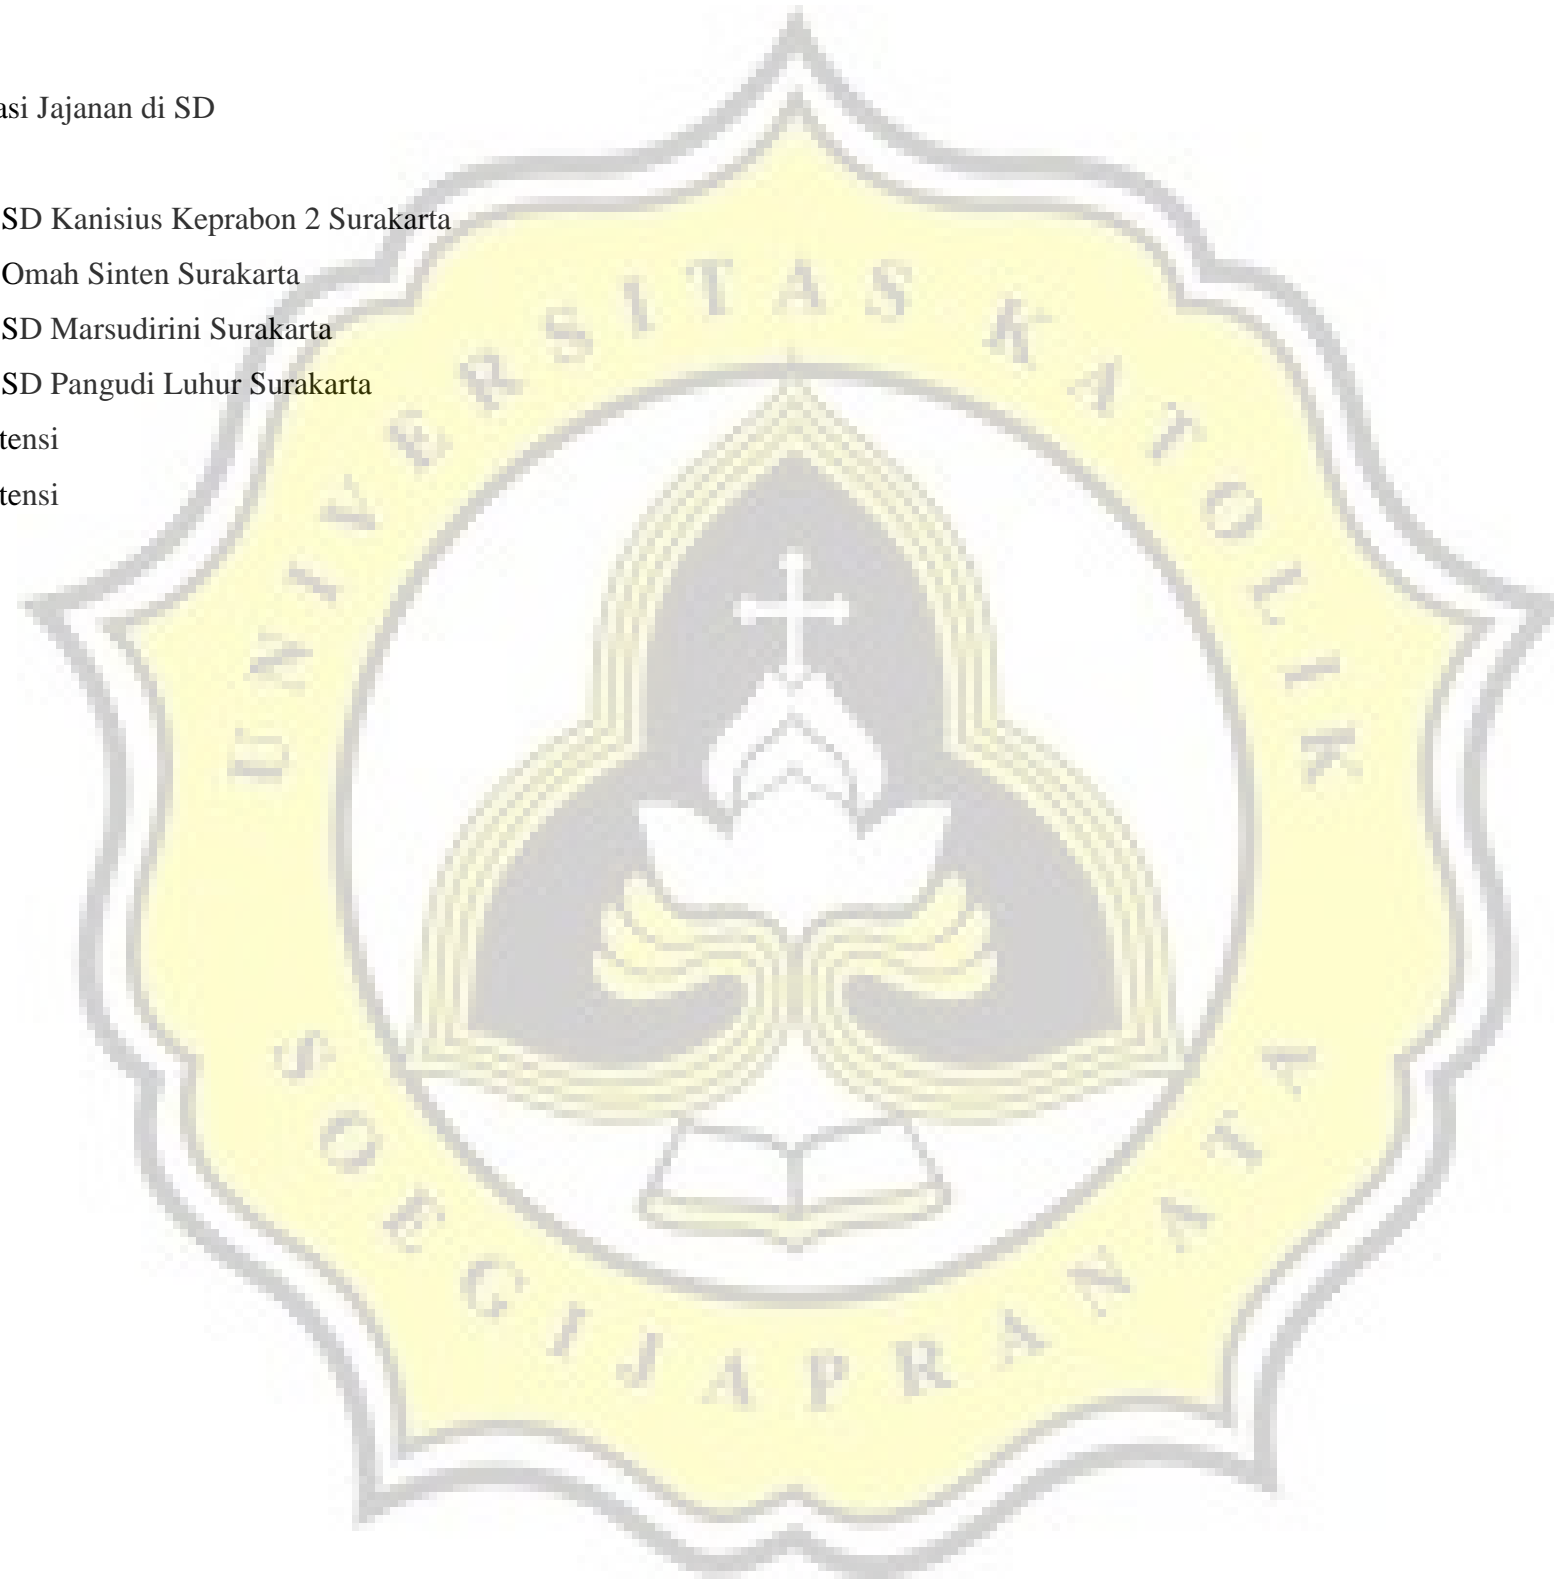 asi Jajanan di SD
SD Kanisius Keprabon 2 Surakarta
Omah Sinten Surakarta
SD Marsudirini Surakarta
SD Pangudi Luhur Surakarta
tensi
tensi
UNIVERSITAS KATOLIK
SOEGIJAPRANATA